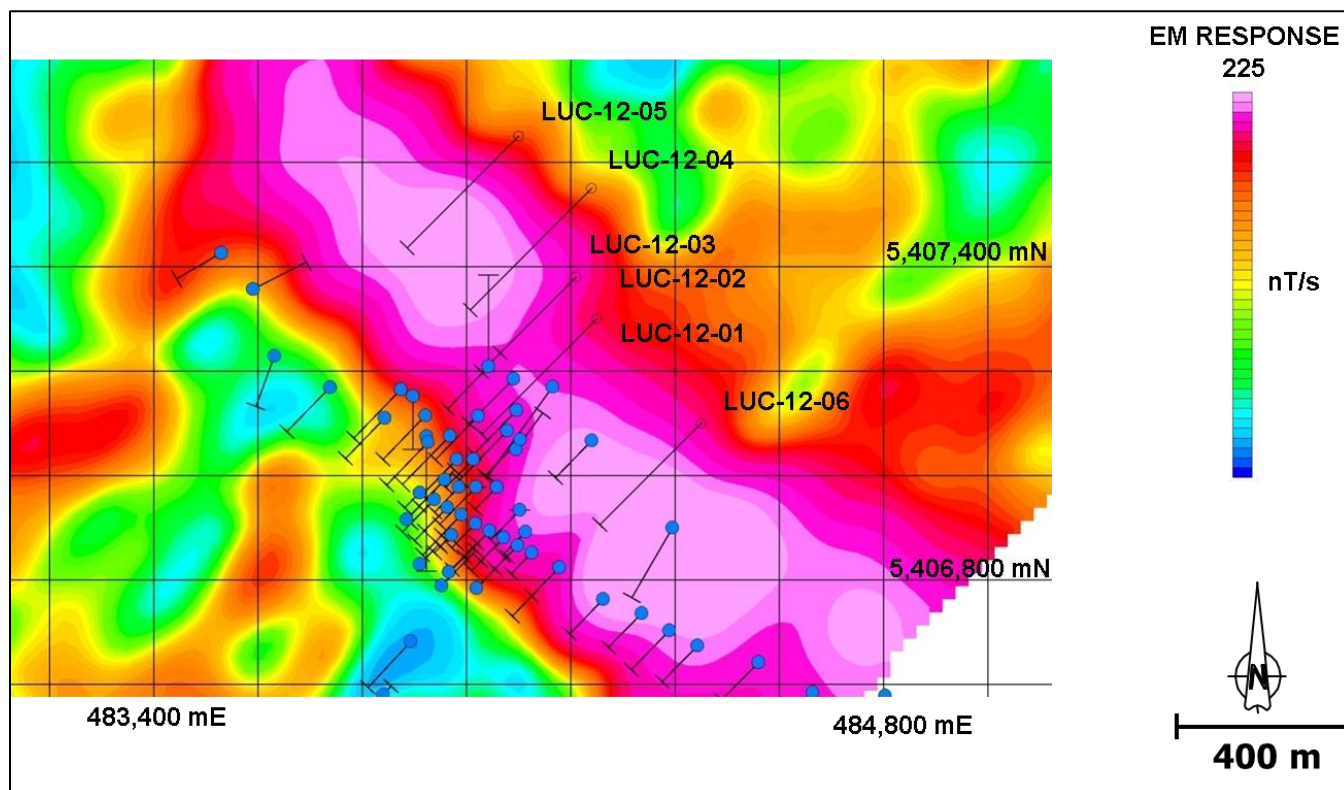 EM RESPONSE
225
LUC-12-05
LUC-12-04
LUC-12-03
5,407,400 mN
LUC-12-02
nT/s
LUC-12-01
LUC-12-06
5,406,800 mN
N
483,400 mE
484,800 mE
400 m